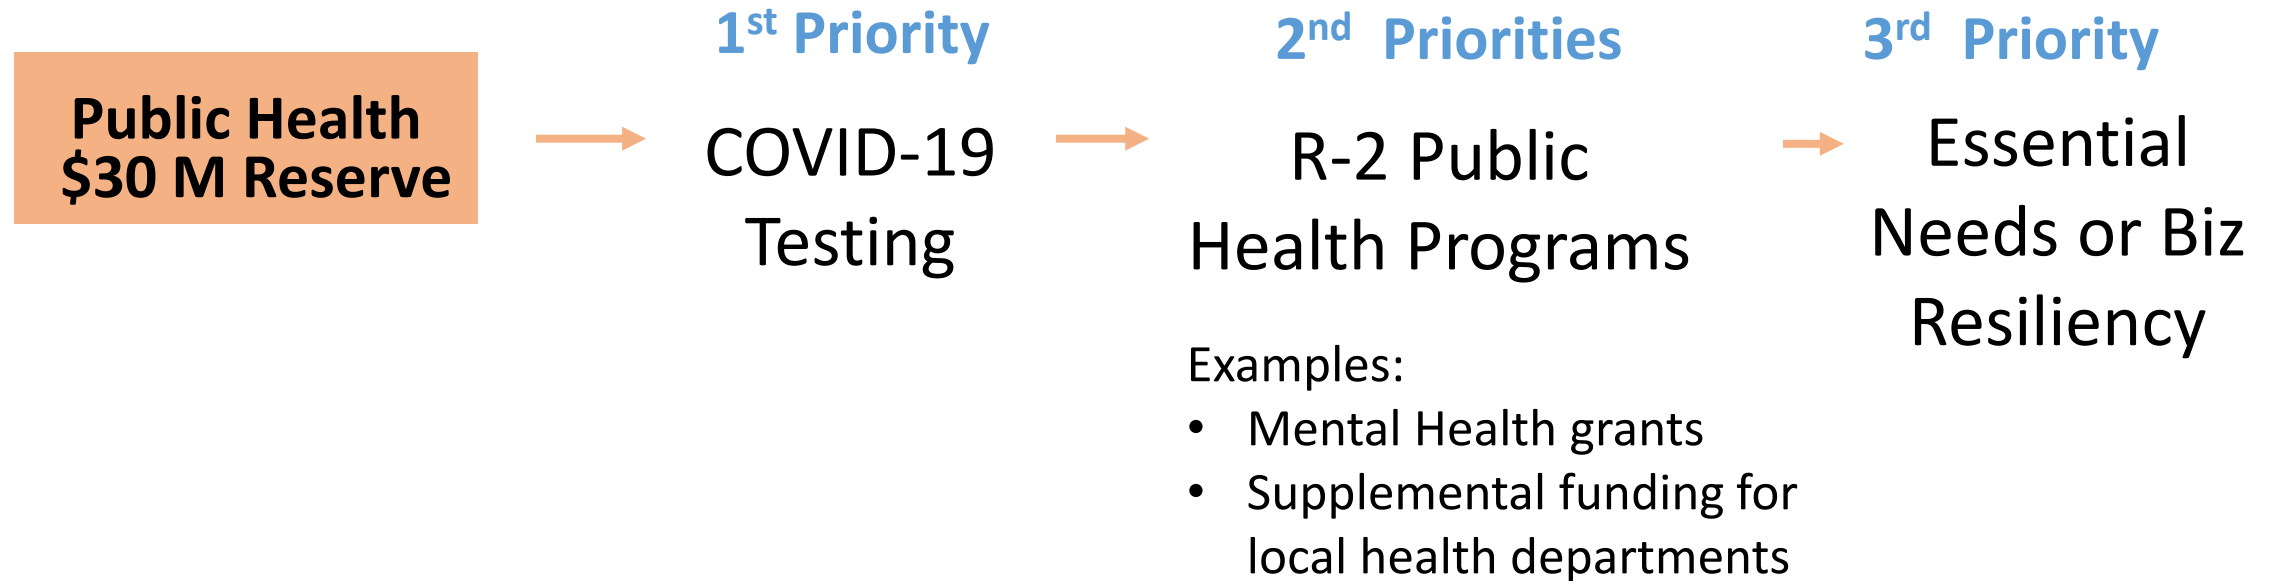 Public Health
$30 M Reserve
1st Priority
COVID-19
Testing
2nd Priorities
R-2 Public
Health Programs
Examples:
• Mental Health grants
• Supplemental funding for
local health departments
3rd Priority
Essential
Needs or Biz
Resiliency